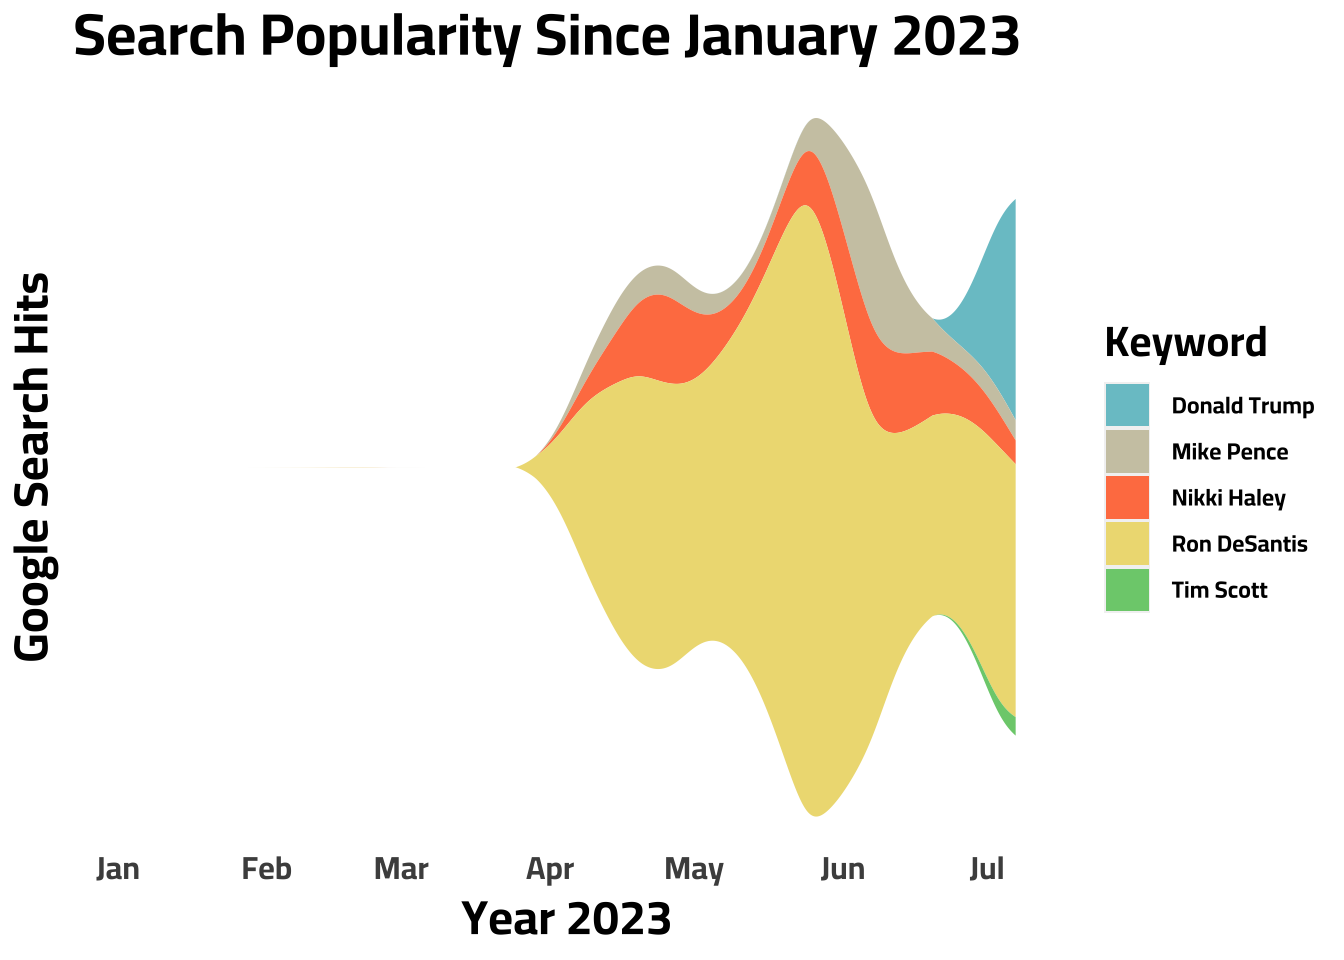 Search Popularity Since January 2023
Google Search Hits
Keyword
Donald Trump
Mike Pence
Nikki Haley
Ron DeSantis
Tim Scott
Jan Feb Mar Apr May Jun Jul
Year 2023